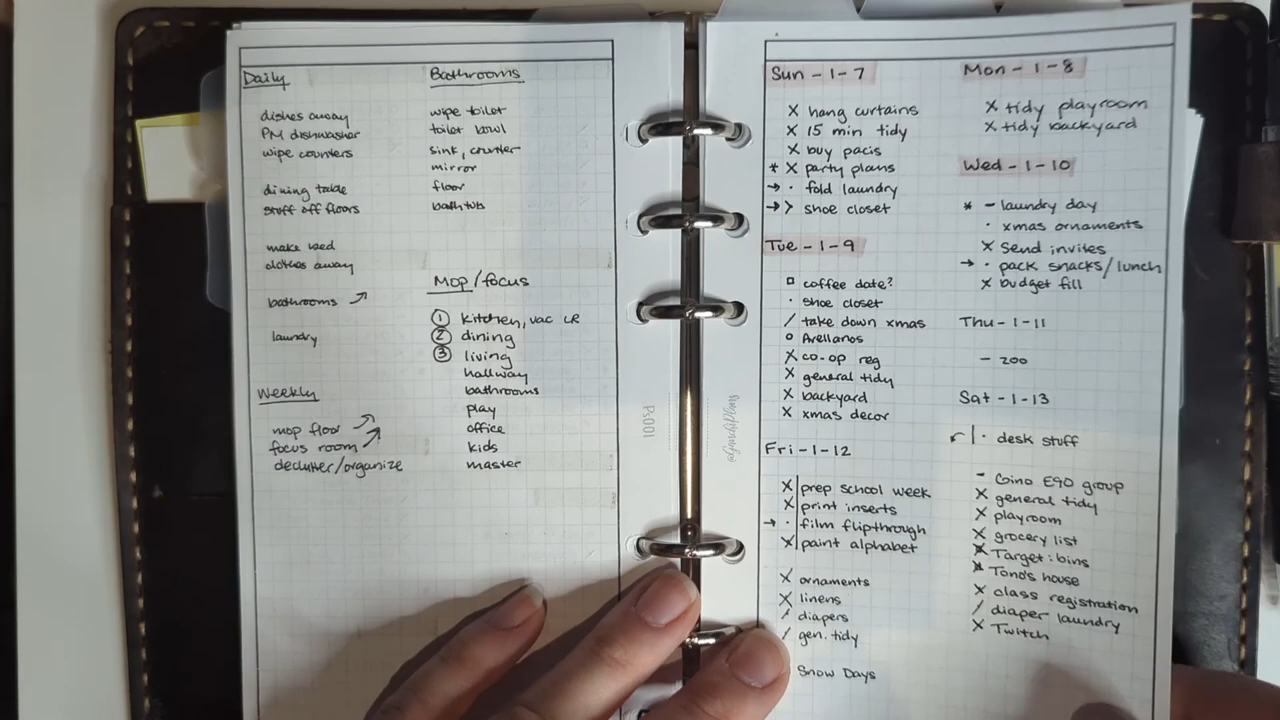 Daily
dishes away
PM dishwasher
wipe counters
dining table
stuff off floors
make bed
clothes away
bathrooms ↗
laundry
Weekly
mop floor ↗
focus room ↗
declutter/organize
Bathrooms
wipe toilet
toilet bowl
sink, counter
mirror
floor
bathtub
Mop/focus
① kitchen, vac LR
② dining
③ living
hallway
bathrooms
play
office
kids
master
PS001
Sun-1-7
X hang curtains
X 15 min tidy
X buy pacis
* X party plans
→ · fold laundry
→ > shoe closet
Tue-1-9
□ coffee date?
· shoe closet
/ take down xmas
o Arellanos
X co-op reg
X general tidy
X backyard
X xmas decor
Fri-1-12
X prep school week
X print inserts
→ · film flipthrough
X paint alphabet
X ornaments
X linens
/ diapers
/ gen. tidy
Snow Days
Mon-1-8
X tidy playroom
X tidy backyard
Wed-1-10
* - laundry day
· xmas ornaments
X Send invites
→ · pack snacks/lunch
X budget fill
Thu-1-11
- zoo
Sat-1-13
· desk stuff
- Gino E90 group
X general tidy
X playroom
X grocery list
X Target: bins
X Tono's house
X class registration
/ diaper laundry
X Twitch